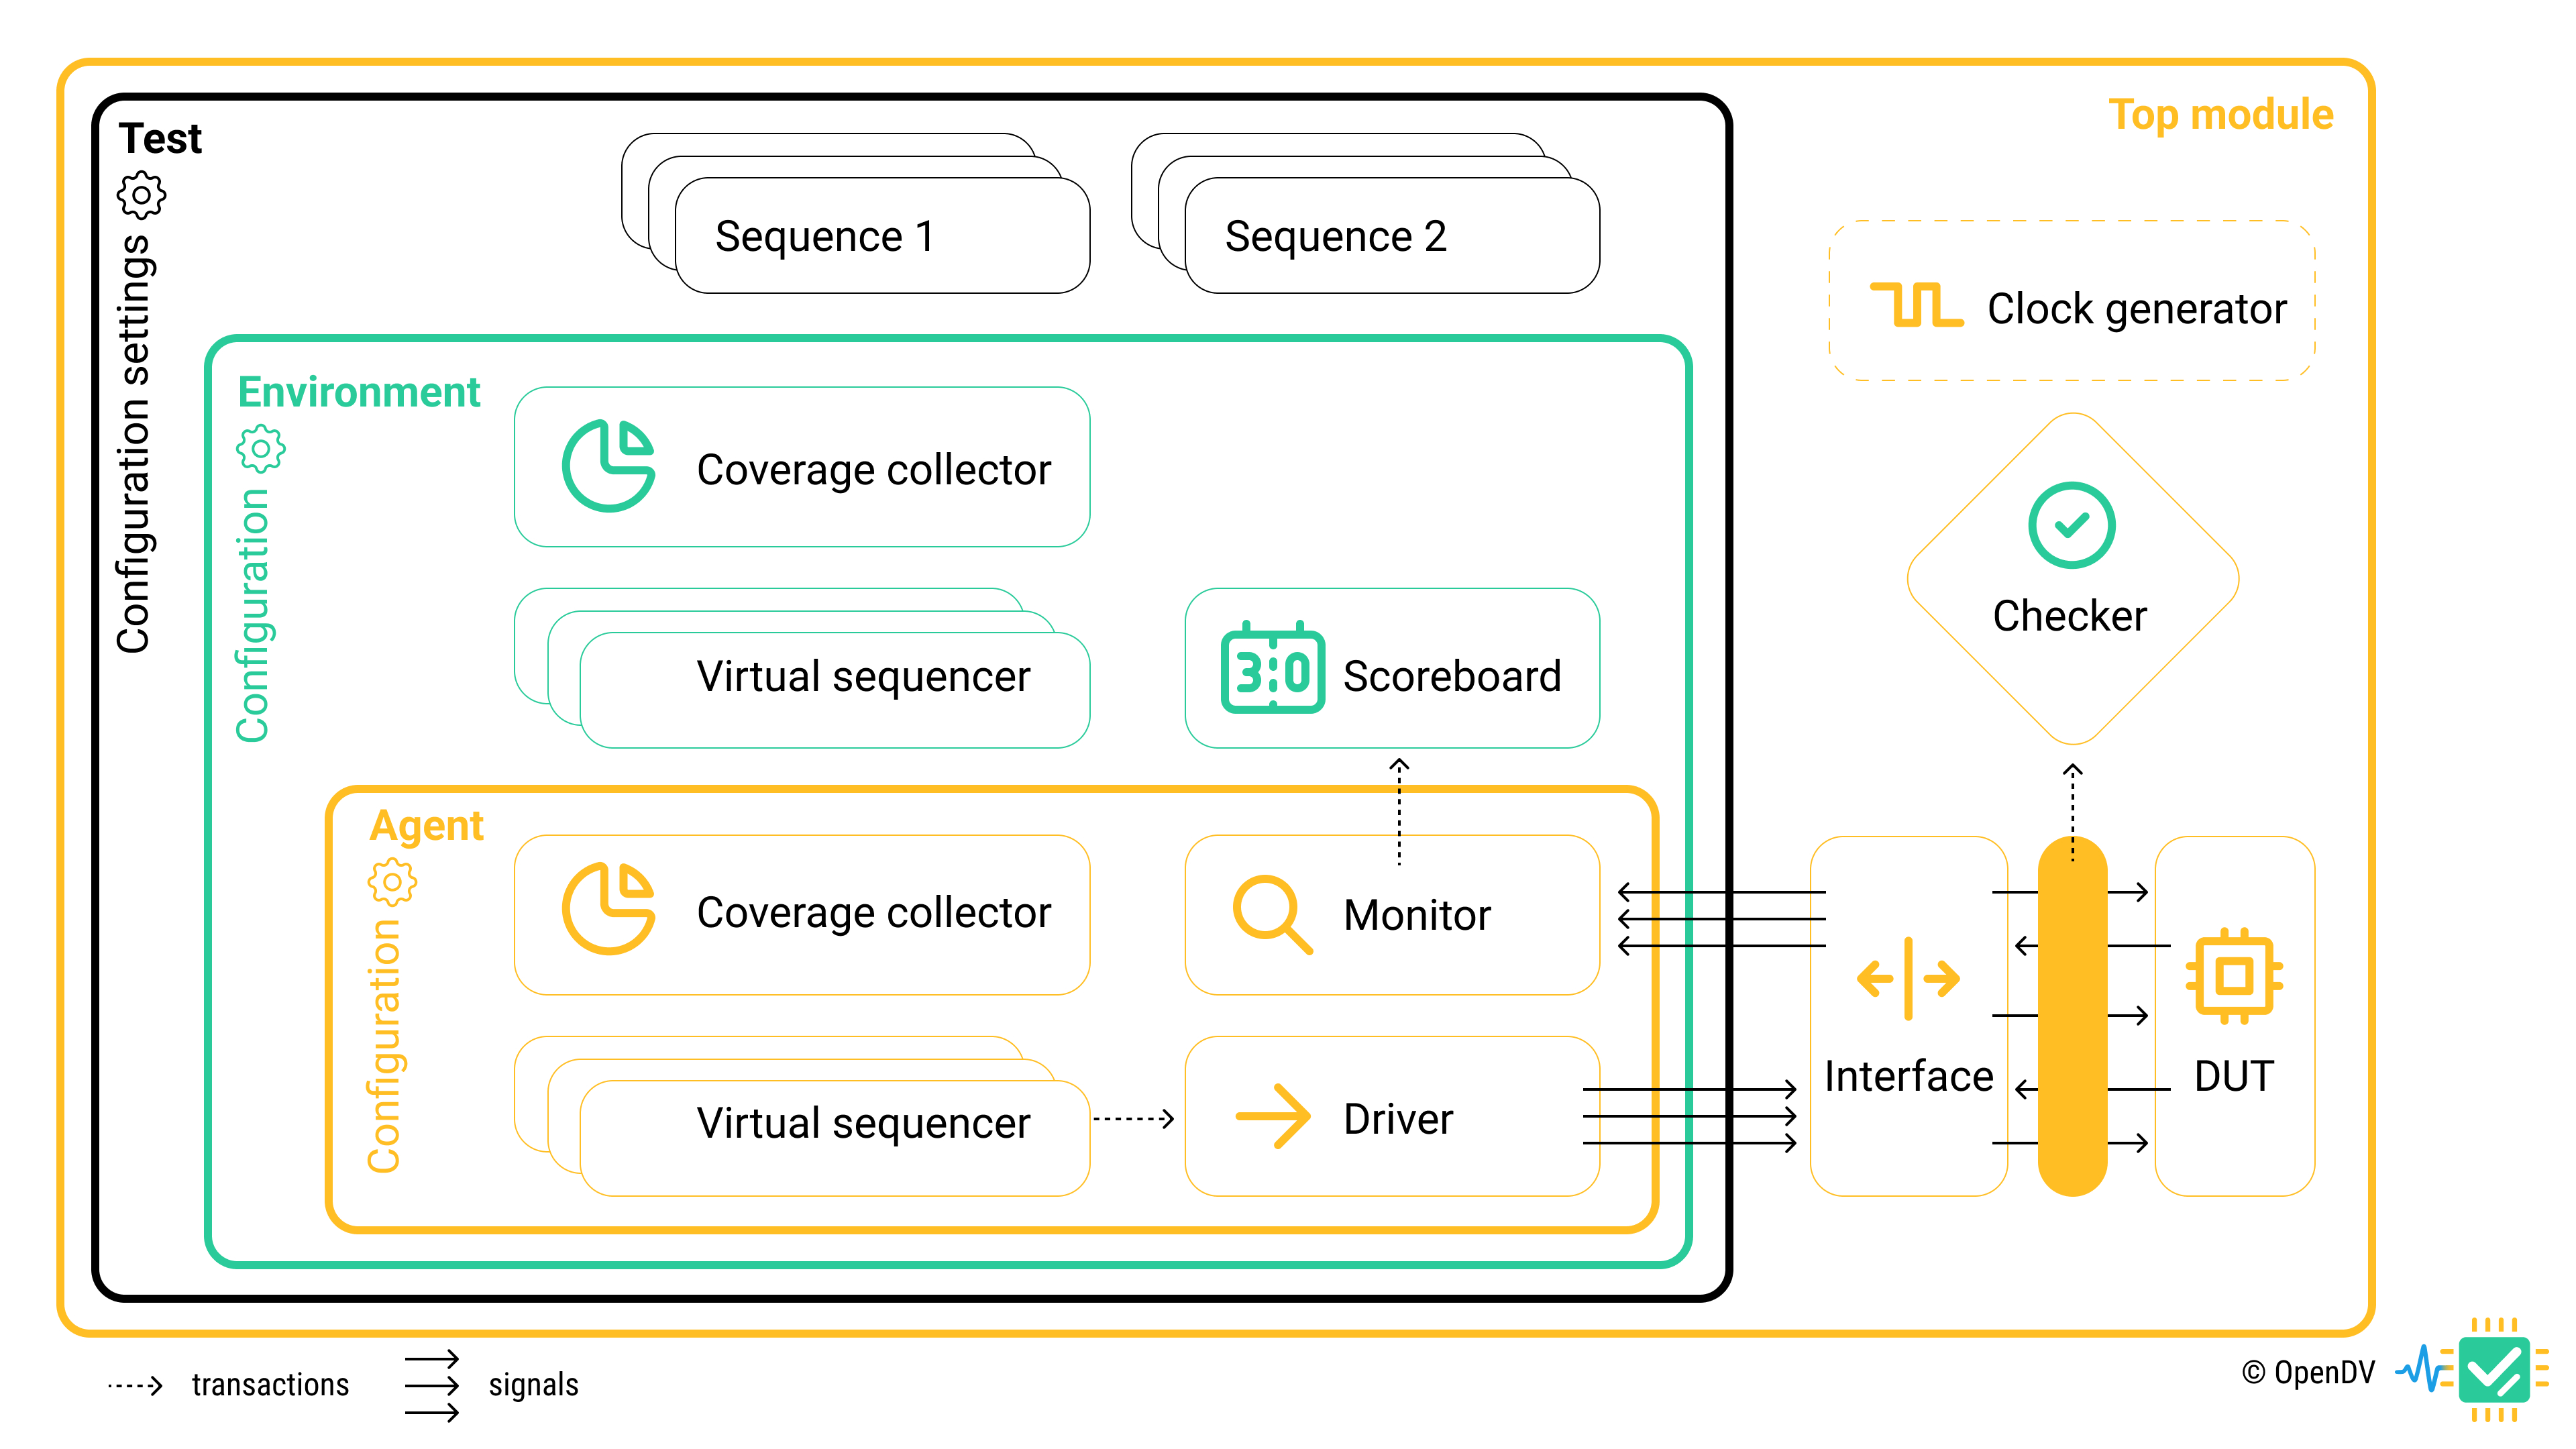 Top module
Test
Configuration settings
Sequence 1
Sequence 2
Clock generator
Environment
Configuration
Coverage collector
Checker
Virtual sequencer
3:0
Scoreboard
Agent
Configuration
Coverage collector
Monitor
Virtual sequencer
Driver
Interface
DUT
transactions
signals
© OpenDV